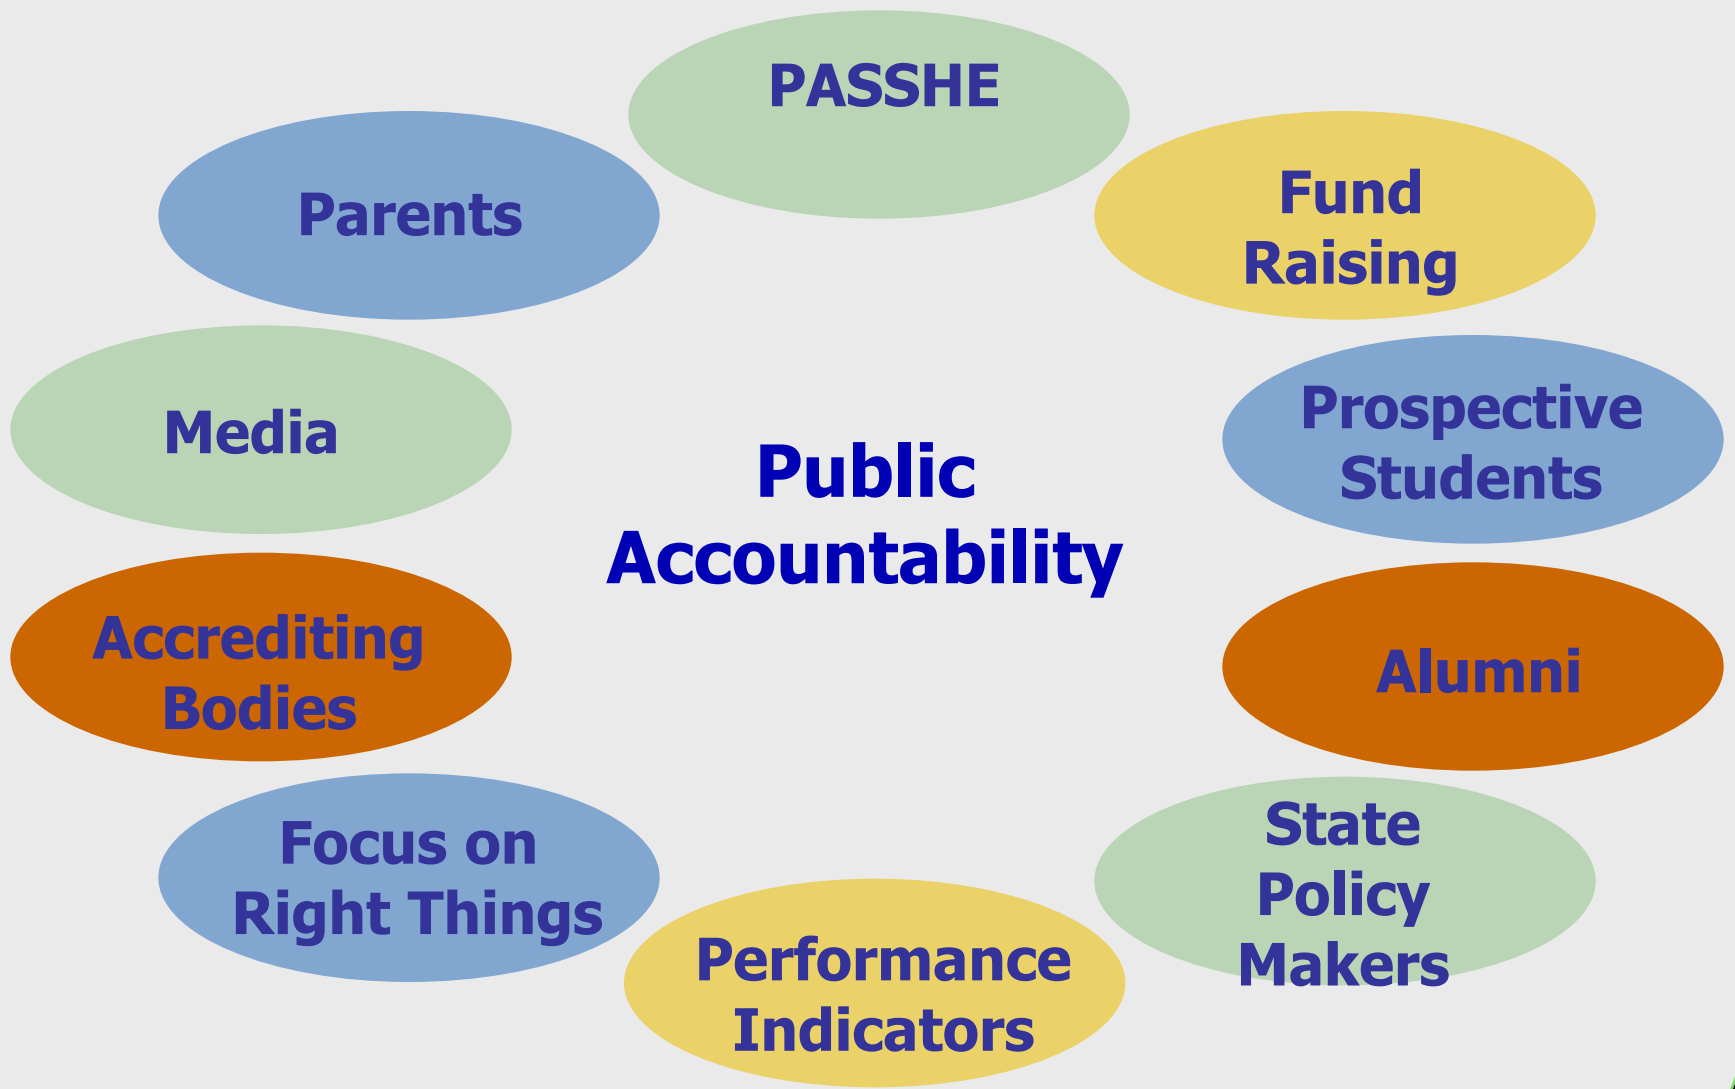 PASSHE
Parents
Fund
Raising
Media
Prospective
Students
Public
Accountability
Accrediting
Bodies
Alumni
Focus on
Right Things
State
Policy
Makers
Performance
Indicators